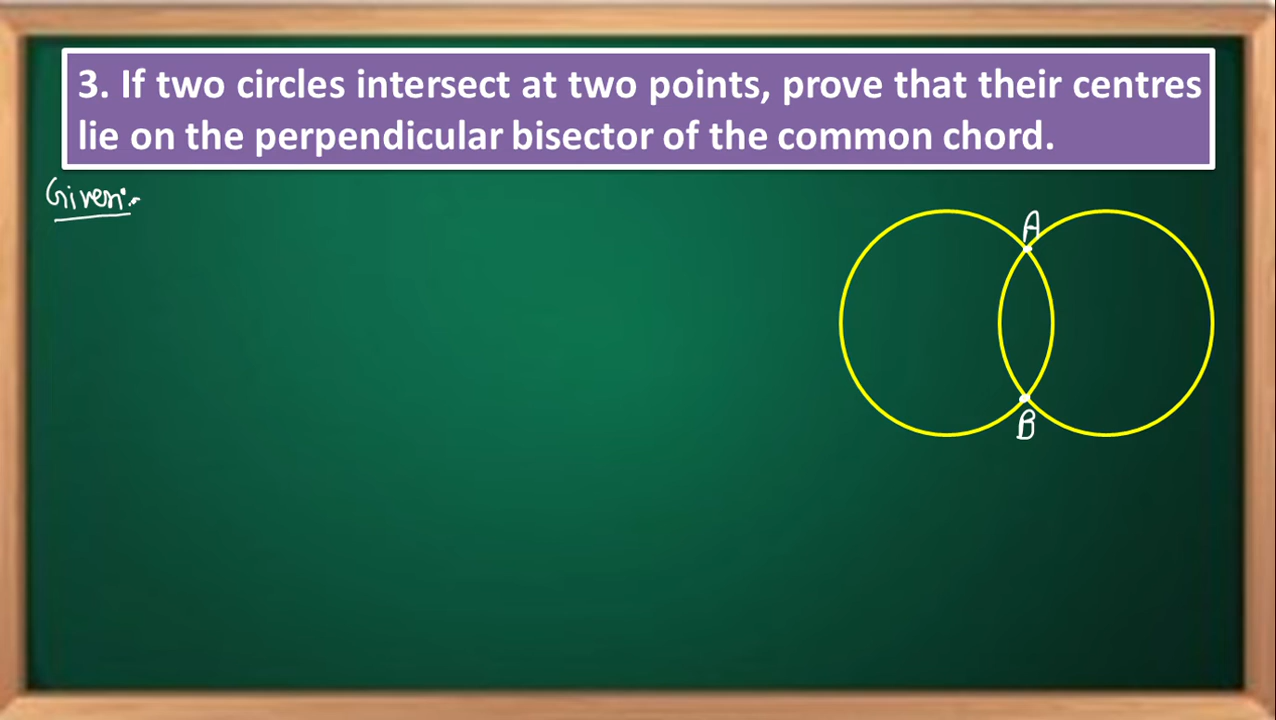 3. If two circles intersect at two points, prove that their centres
lie on the perpendicular bisector of the common chord.
Given:-
A
B